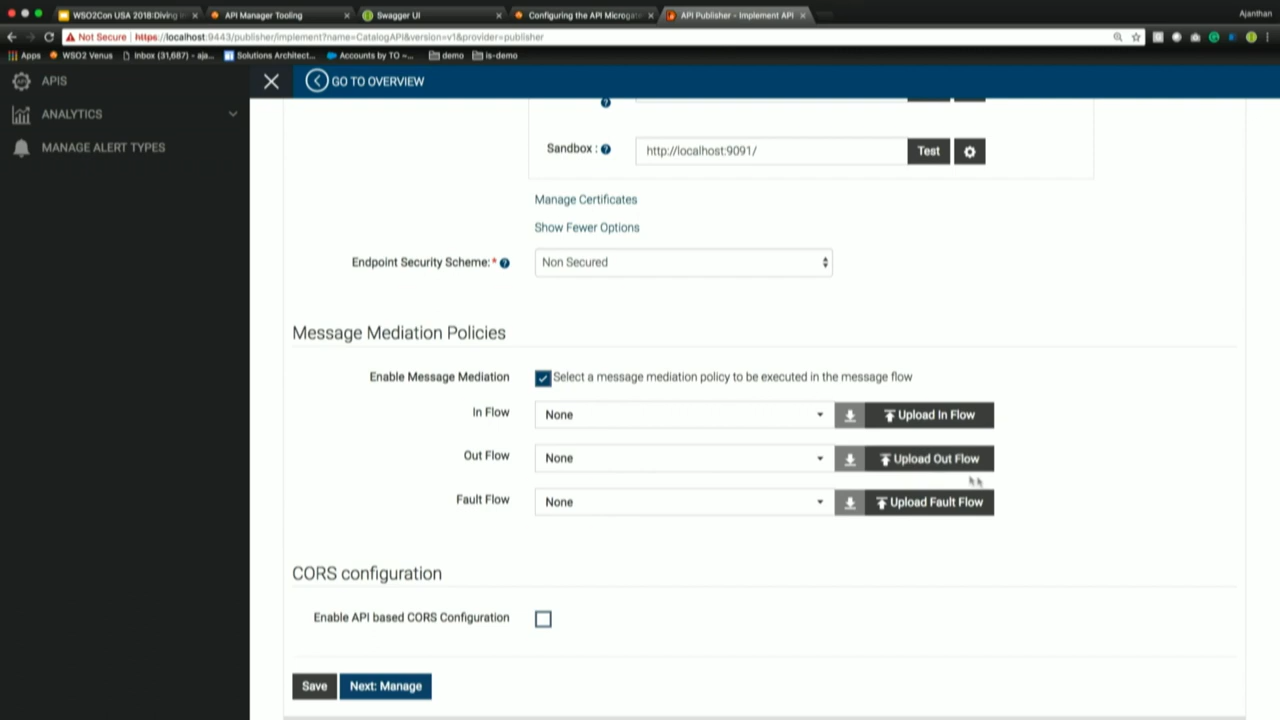 WSO2Con USA 2018:Diving
API Manager Tooling
Swagger UI
Configuring the API Microgate
API Publisher - Implement API
Ajanthan
Not Secure | https://localhost:9443/publisher/implement?name=CatalogAPI&version=v1&provider=publisher
Apps WSO2 Venus Inbox (31,687) - aja... Solutions Architect... Accounts by TO –... demo is-demo
APIS
ANALYTICS
MANAGE ALERT TYPES
GO TO OVERVIEW
Sandbox : http://localhost:9091/ Test
Manage Certificates
Show Fewer Options
Endpoint Security Scheme:* Non Secured
Message Mediation Policies
Enable Message Mediation Select a message mediation policy to be executed in the message flow
In Flow None Upload In Flow
Out Flow None Upload Out Flow
Fault Flow None Upload Fault Flow
CORS configuration
Enable API based CORS Configuration
Save Next: Manage